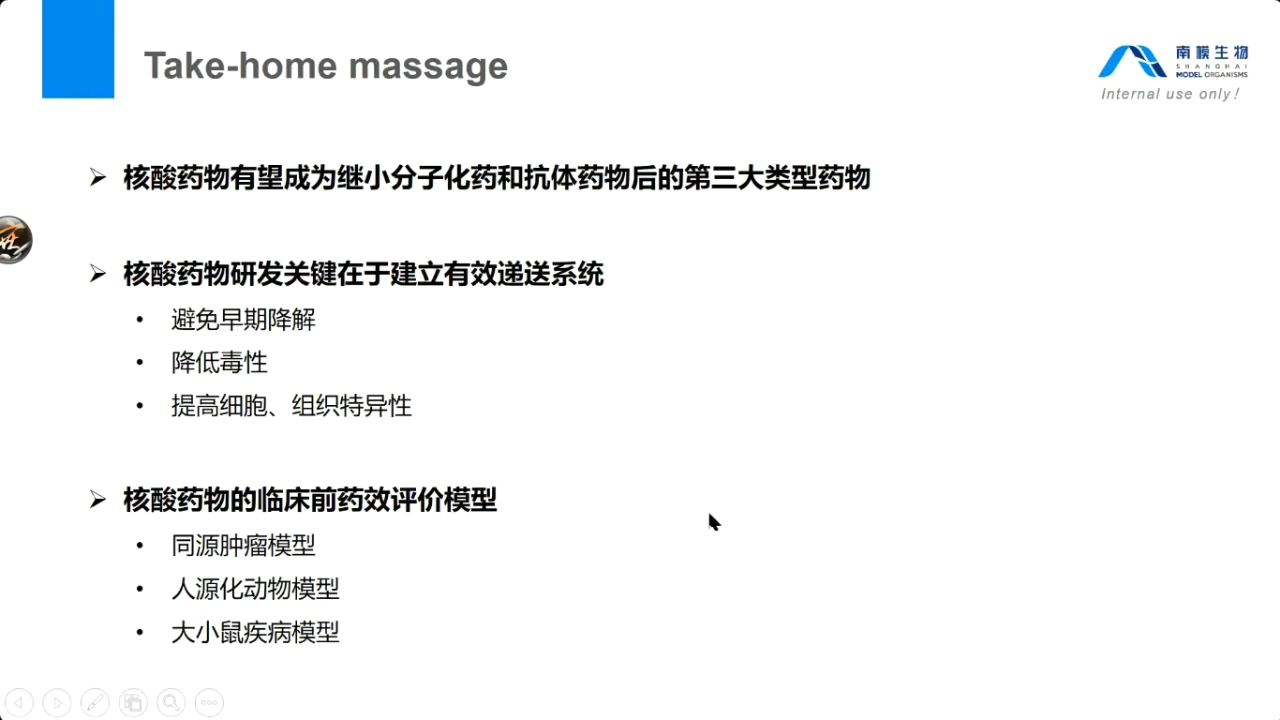 Take-home massage
南模生物
SHANGHAI
MODEL ORGANISMS
Internal use only!
核酸药物有望成为继小分子化药和抗体药物后的第三大类型药物
核酸药物研发关键在于建立有效递送系统
避免早期降解
降低毒性
提高细胞、组织特异性
核酸药物的临床前药效评价模型
同源肿瘤模型
人源化动物模型
大小鼠疾病模型